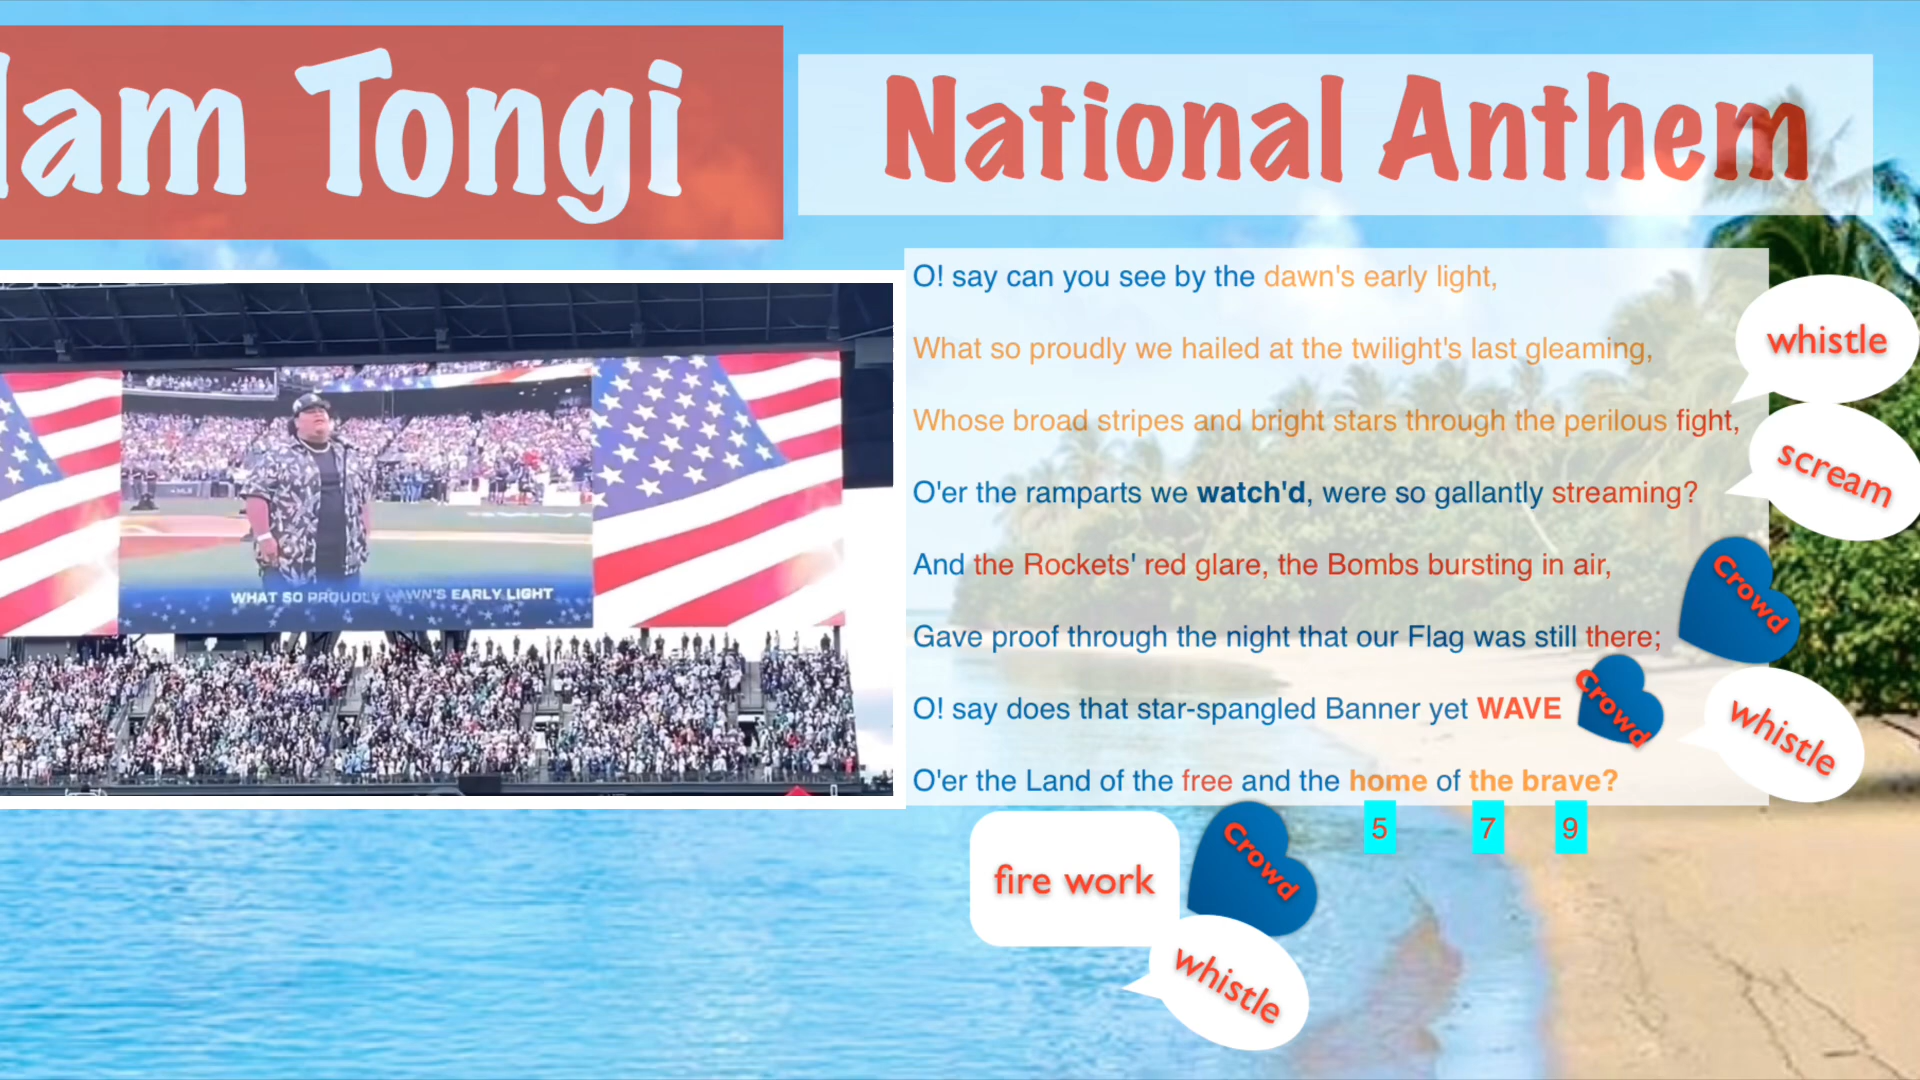 lam Tongi
National Anthem
O! say can you see by the dawn's early light,
What so proudly we hailed at the twilight's last gleaming,
whistle
Whose broad stripes and bright stars through the perilous fight,
scream
O'er the ramparts we watch'd, were so gallantly streaming?
And the Rockets' red glare, the Bombs bursting in air,
Crowd
Gave proof through the night that our Flag was still there;
O! say does that star-spangled Banner yet WAVE
Crowd
whistle
O'er the Land of the free and the home of the brave?
5 7 9
fire work
Crowd
whistle
WHAT SO PROUDLY AWN'S EARLY LIGHT